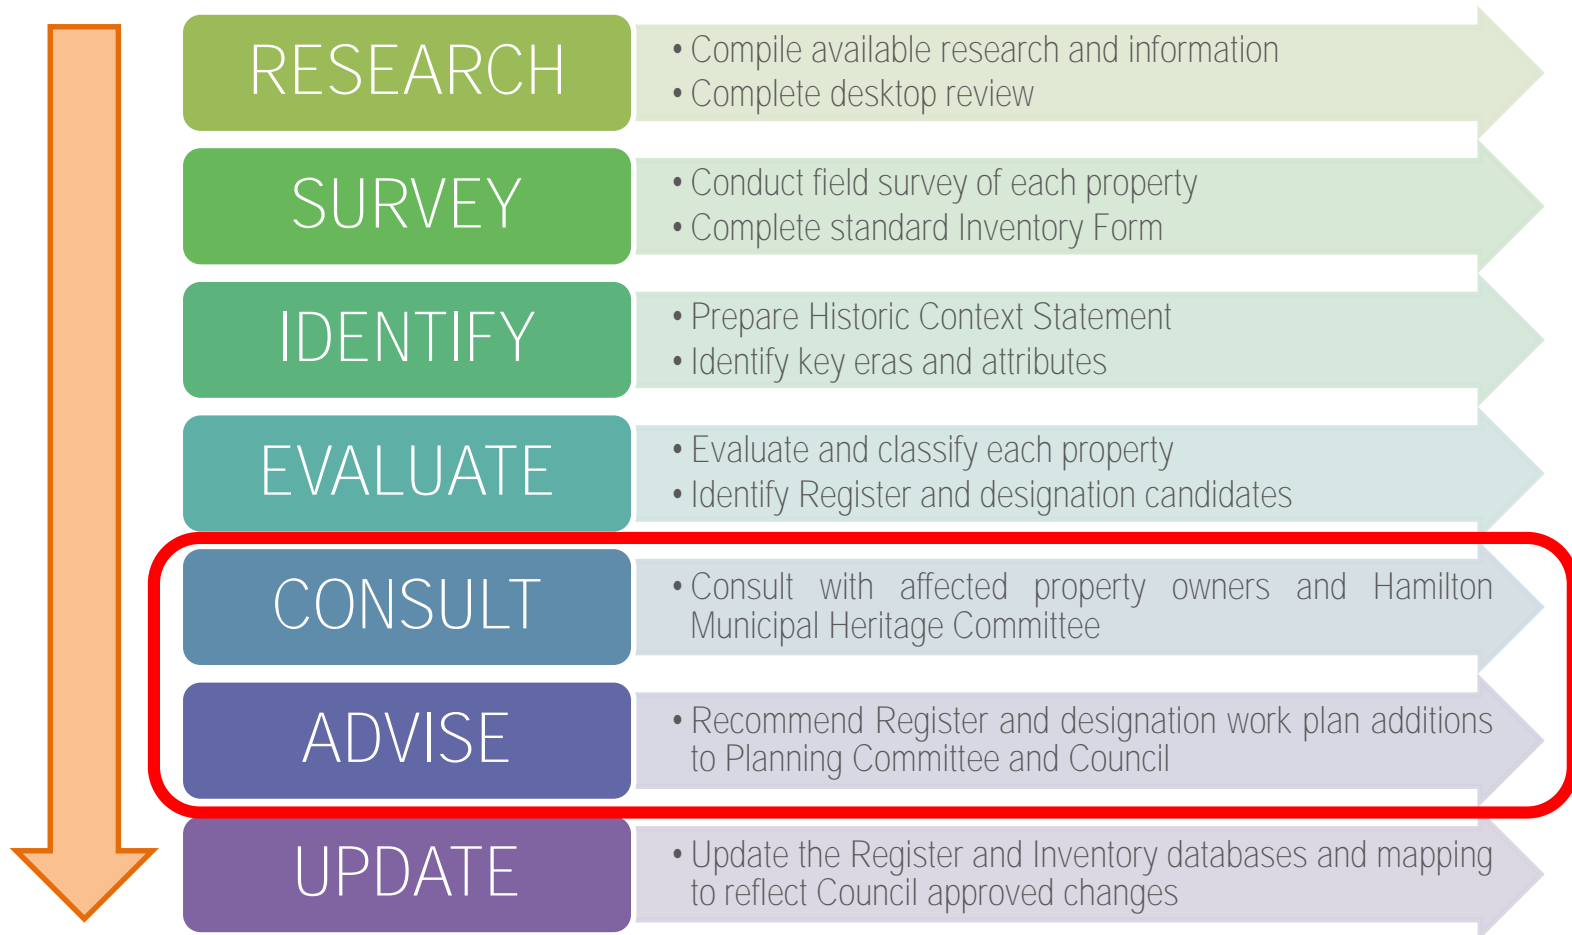 RESEARCH
• Compile available research and information
• Complete desktop review
SURVEY
• Conduct field survey of each property
• Complete standard Inventory Form
IDENTIFY
• Prepare Historic Context Statement
• Identify key eras and attributes
EVALUATE
• Evaluate and classify each property
• Identify Register and designation candidates
CONSULT
• Consult with affected property owners and Hamilton
Municipal Heritage Committee
ADVISE
• Recommend Register and designation work plan additions
to Planning Committee and Council
UPDATE
• Update the Register and Inventory databases and mapping
to reflect Council approved changes